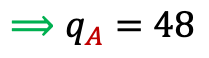 ⟹ q_A = 48